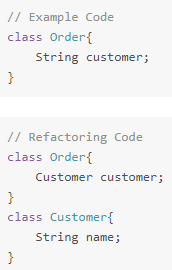 // Example Code
class Order{
    String customer;
}
// Refactoring Code
class Order{
    Customer customer;
}
class Customer{
    String name;
}